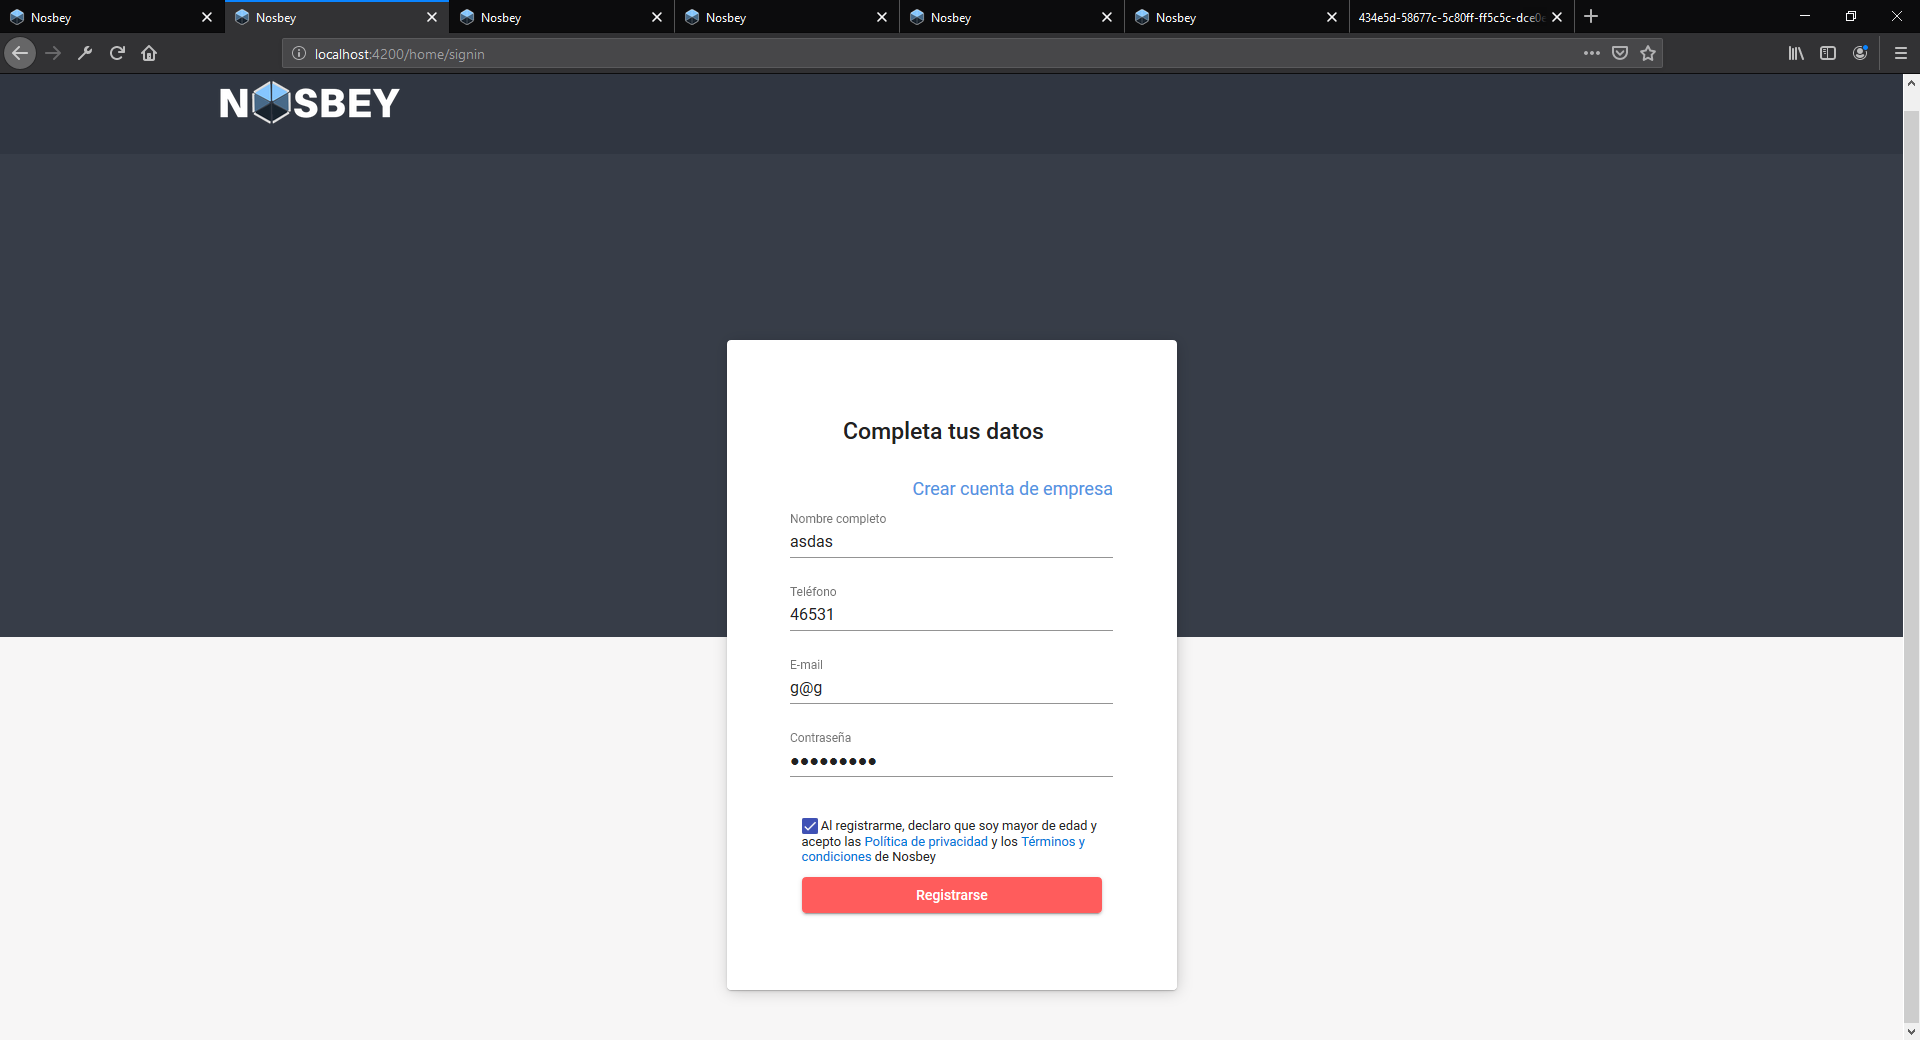 Nosbey
Nosbey
Nosbey
Nosbey
Nosbey
Nosbey
434e5d-58677c-5c80ff-ff5c5c-dce0
localhost:4200/home/signin
NOSBEY
Completa tus datos
Crear cuenta de empresa
Nombre completo
asdas
Teléfono
46531
E-mail
g@g
Contraseña
•••••••••
Al registrarme, declaro que soy mayor de edad y
acepto las Política de privacidad y los Términos y
condiciones de Nosbey
Registrarse